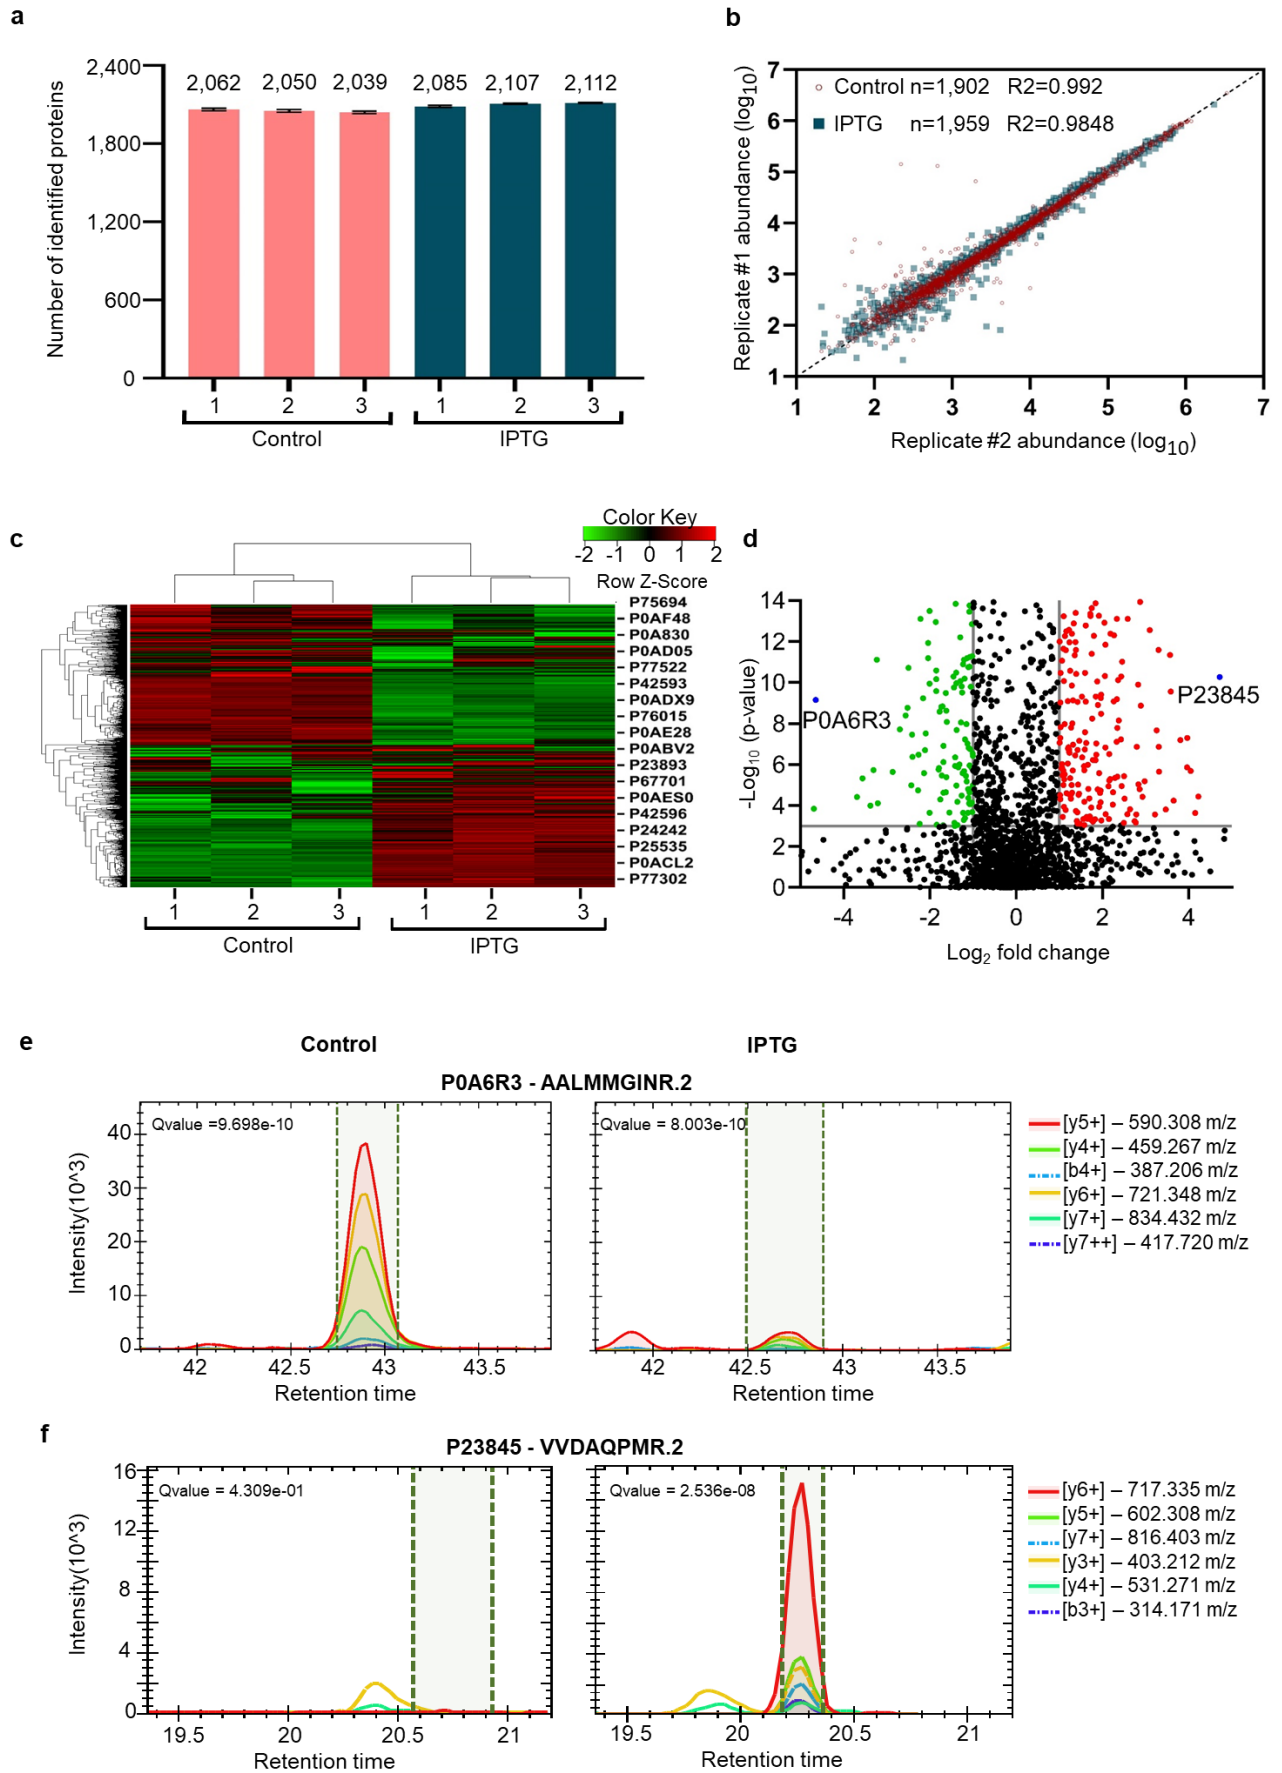 a
Number of identified proteins
2,400
1,800
1,200
600
0
2,062 2,050 2,039 2,085 2,107 2,112
1 2 3 1 2 3
Control IPTG
b
Replicate #1 abundance (log10)
7
6
5
4
3
2
1
Control n=1,902 R2=0.992
IPTG n=1,959 R2=0.9848
1 2 3 4 5 6 7
Replicate #2 abundance (log10)
c
Color Key
-2 -1 0 1 2
Row Z-Score
P75694
P0AF48
P0A830
P0AD05
P77522
P42593
P0ADX9
P76015
P0AE28
P0ABV2
P23893
P67701
P0AES0
P42596
P24242
P25535
P0ACL2
P77302
1 2 3 1 2 3
Control IPTG
d
-Log10 (p-value)
14
12
10
8
6
4
2
0
P0A6R3
P23845
-4 -2 0 2 4
Log2 fold change
e
Control IPTG
P0A6R3 - AALMMGINR.2
Intensity(10^3)
40
30
20
10
0
Qvalue =9.698e-10
42 42.5 43 43.5
Retention time
Qvalue = 8.003e-10
42 42.5 43 43.5
Retention time
[y5+] – 590.308 m/z
[y4+] – 459.267 m/z
[b4+] – 387.206 m/z
[y6+] – 721.348 m/z
[y7+] – 834.432 m/z
[y7++] – 417.720 m/z
f
P23845 - VVDAQPMR.2
Intensity(10^3)
16
12
8
4
0
Qvalue = 4.309e-01
19.5 20 20.5 21
Retention time
Qvalue = 2.536e-08
19.5 20 20.5 21
Retention time
[y6+] – 717.335 m/z
[y5+] – 602.308 m/z
[y7+] – 816.403 m/z
[y3+] – 403.212 m/z
[y4+] – 531.271 m/z
[b3+] – 314.171 m/z